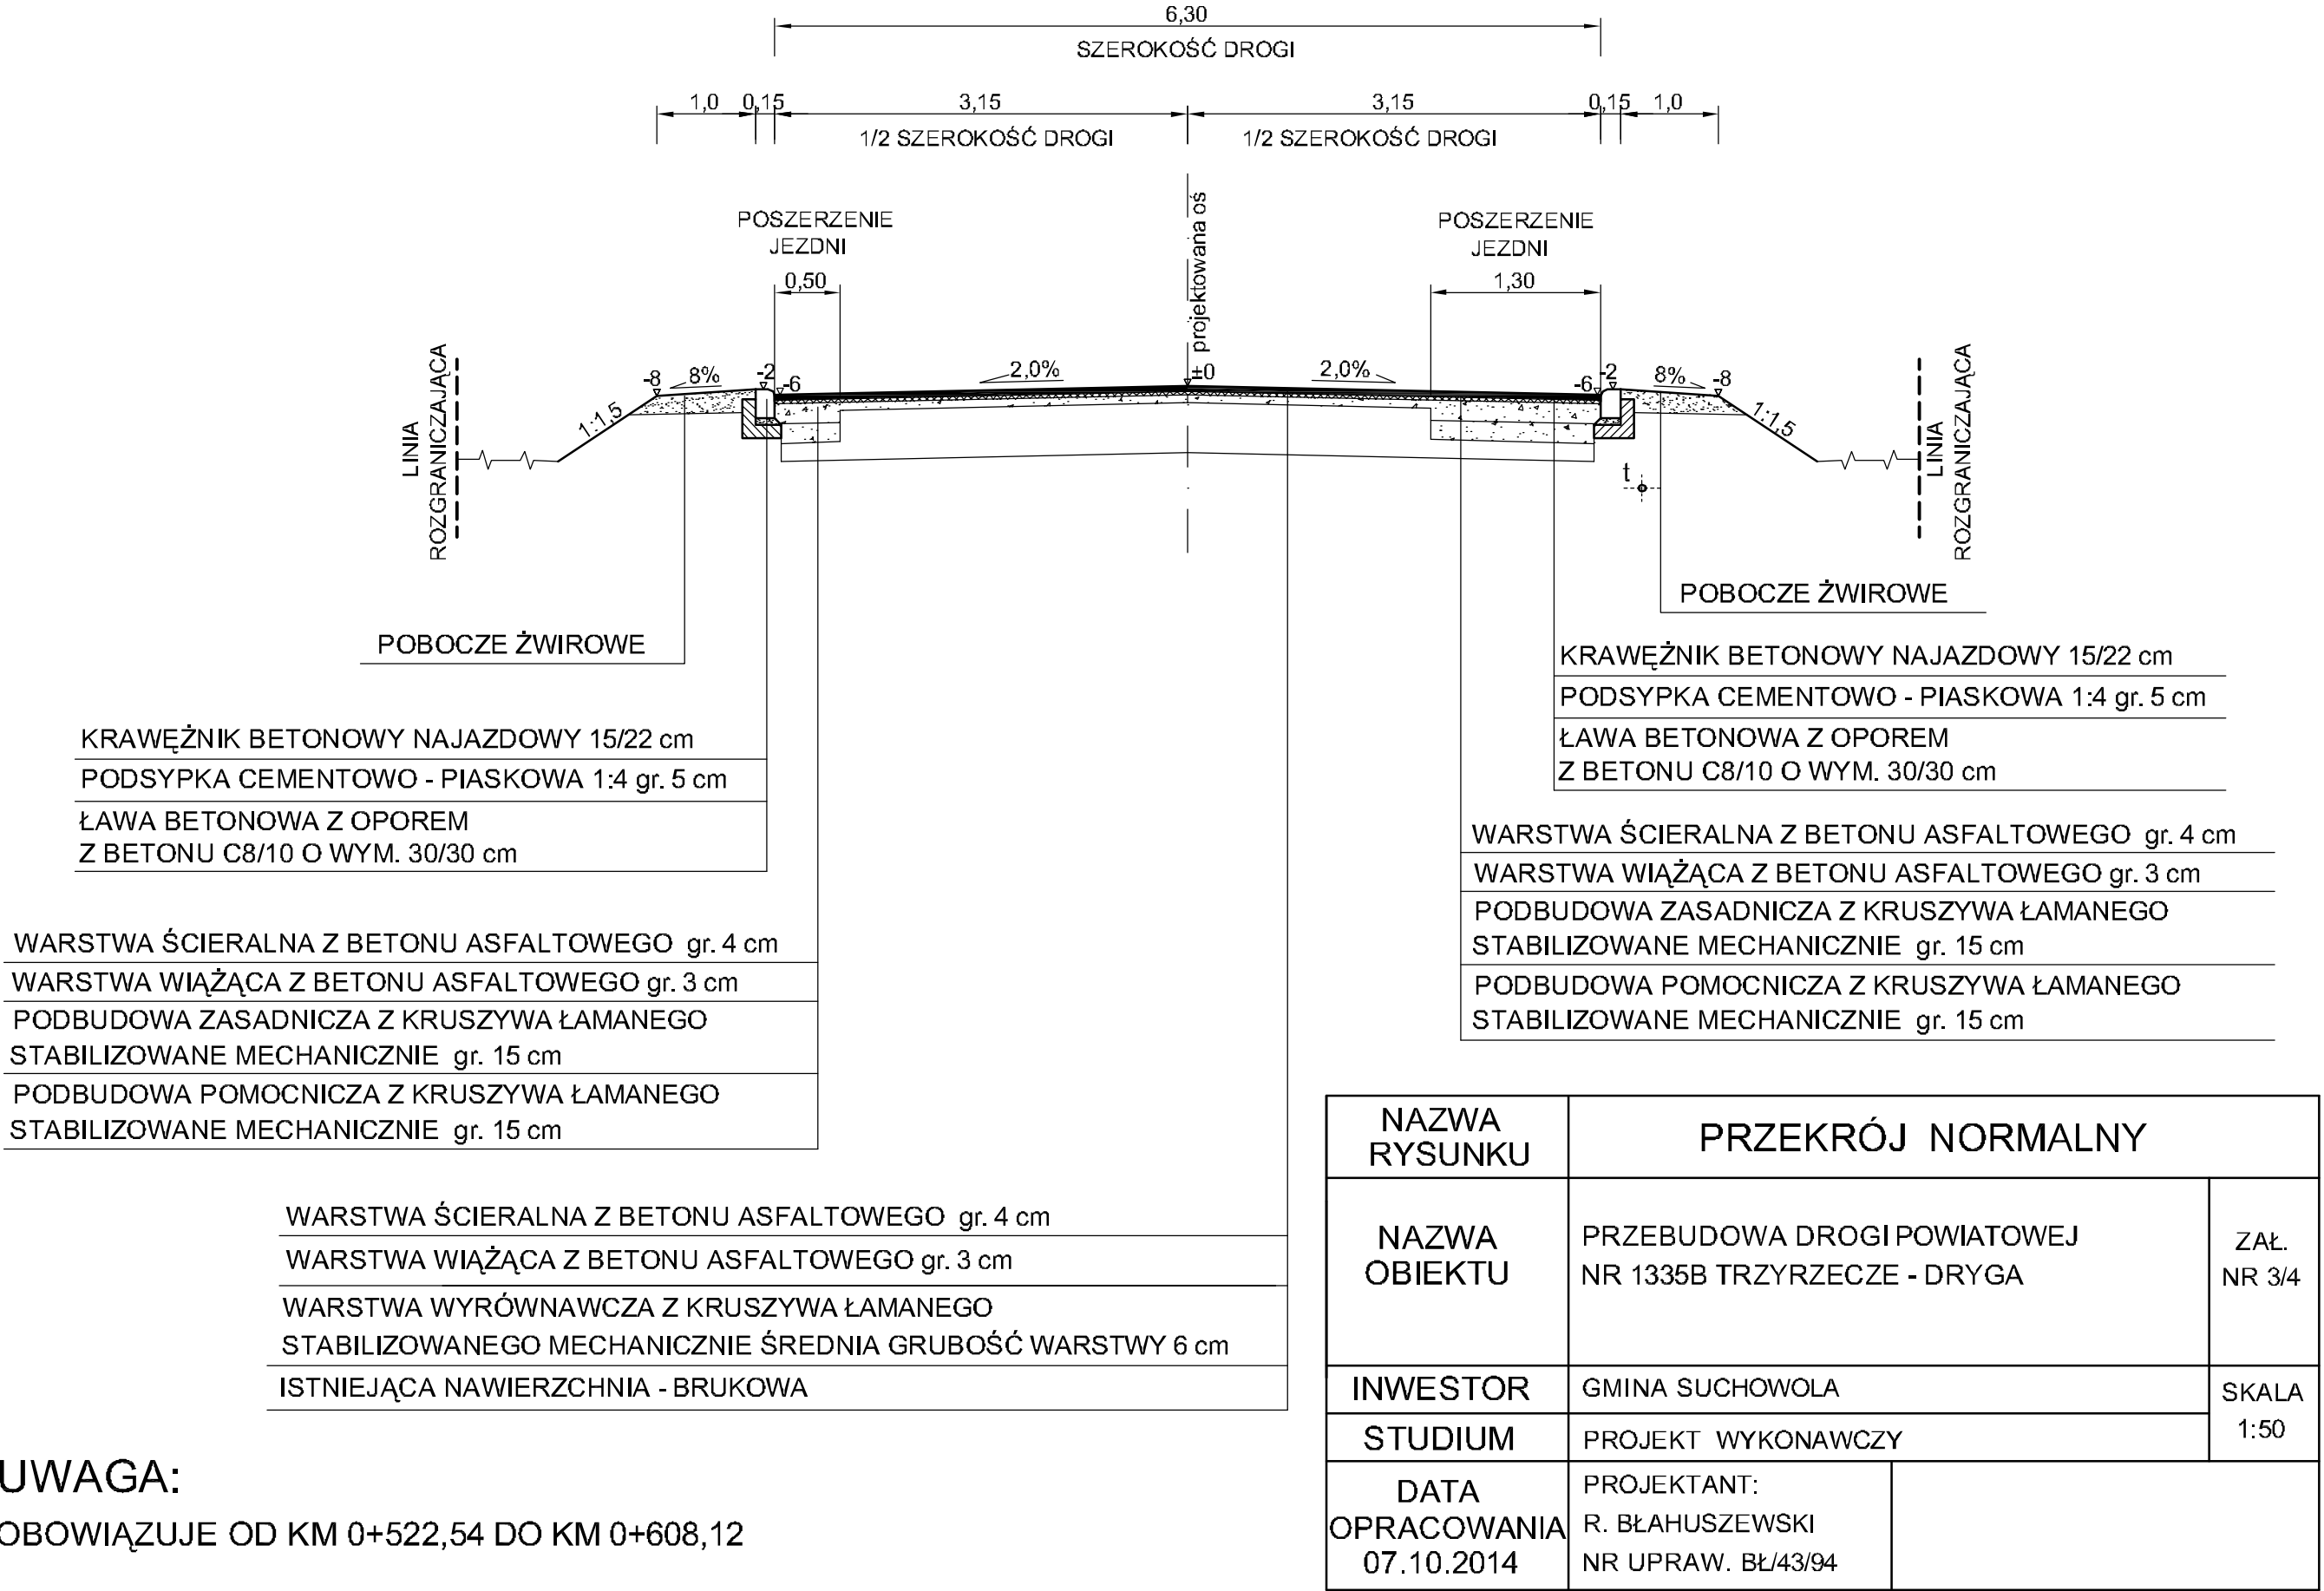 6,30
SZEROKOŚĆ DROGI
1,0 0,15 3,15 3,15 0,15 1,0
1/2 SZEROKOŚĆ DROGI 1/2 SZEROKOŚĆ DROGI
projektowana oś
POSZERZENIE
JEZDNI
0,50
POSZERZENIE
JEZDNI
1,30
LINIA
ROZGRANICZAJĄCA
1:1,5
-8 8% -2 -6 2,0% ±0 2,0% -6 -2 8% -8
1:1,5
LINIA
ROZGRANICZAJĄCA
t
POBOCZE ŻWIROWE
POBOCZE ŻWIROWE
KRAWĘŻNIK BETONOWY NAJAZDOWY 15/22 cm
PODSYPKA CEMENTOWO - PIASKOWA 1:4 gr. 5 cm
ŁAWA BETONOWA Z OPOREM
Z BETONU C8/10 O WYM. 30/30 cm
KRAWĘŻNIK BETONOWY NAJAZDOWY 15/22 cm
PODSYPKA CEMENTOWO - PIASKOWA 1:4 gr. 5 cm
ŁAWA BETONOWA Z OPOREM
Z BETONU C8/10 O WYM. 30/30 cm
WARSTWA ŚCIERALNA Z BETONU ASFALTOWEGO gr. 4 cm
WARSTWA WIĄŻĄCA Z BETONU ASFALTOWEGO gr. 3 cm
PODBUDOWA ZASADNICZA Z KRUSZYWA ŁAMANEGO
STABILIZOWANE MECHANICZNIE gr. 15 cm
PODBUDOWA POMOCNICZA Z KRUSZYWA ŁAMANEGO
STABILIZOWANE MECHANICZNIE gr. 15 cm
WARSTWA ŚCIERALNA Z BETONU ASFALTOWEGO gr. 4 cm
WARSTWA WIĄŻĄCA Z BETONU ASFALTOWEGO gr. 3 cm
PODBUDOWA ZASADNICZA Z KRUSZYWA ŁAMANEGO
STABILIZOWANE MECHANICZNIE gr. 15 cm
PODBUDOWA POMOCNICZA Z KRUSZYWA ŁAMANEGO
STABILIZOWANE MECHANICZNIE gr. 15 cm
WARSTWA ŚCIERALNA Z BETONU ASFALTOWEGO gr. 4 cm
WARSTWA WIĄŻĄCA Z BETONU ASFALTOWEGO gr. 3 cm
WARSTWA WYRÓWNAWCZA Z KRUSZYWA ŁAMANEGO
STABILIZOWANEGO MECHANICZNIE ŚREDNIA GRUBOŚĆ WARSTWY 6 cm
ISTNIEJĄCA NAWIERZCHNIA - BRUKOWA
UWAGA:
OBOWIĄZUJE OD KM 0+522,54 DO KM 0+608,12
NAZWA
RYSUNKU
PRZEKRÓJ NORMALNY
NAZWA
OBIEKTU
PRZEBUDOWA DROGI POWIATOWEJ
NR 1335B TRZYRZECZE - DRYGA
ZAŁ.
NR 3/4
INWESTOR
GMINA SUCHOWOLA
SKALA
1:50
STUDIUM
PROJEKT WYKONAWCZY
DATA
OPRACOWANIA
07.10.2014
PROJEKTANT:
R. BŁAHUSZEWSKI
NR UPRAW. BŁ/43/94